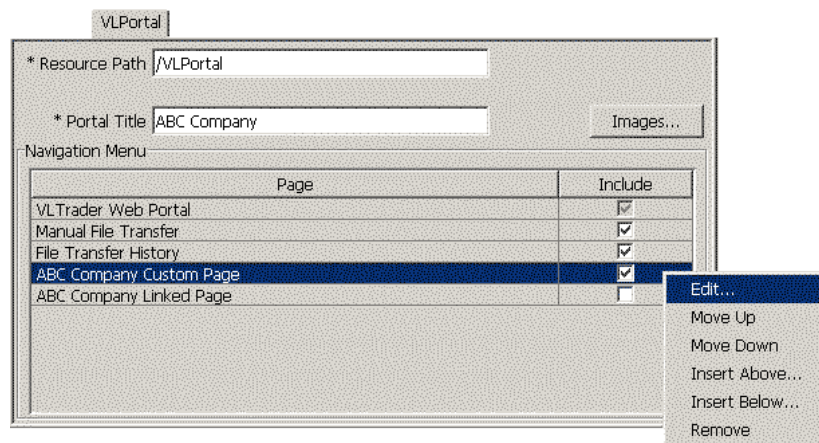 VLPortal
* Resource Path /VLPortal
* Portal Title ABC Company Images...
Navigation Menu
Page Include
VLTrader Web Portal
Manual File Transfer
File Transfer History
ABC Company Custom Page
ABC Company Linked Page
Edit...
Move Up
Move Down
Insert Above...
Insert Below...
Remove